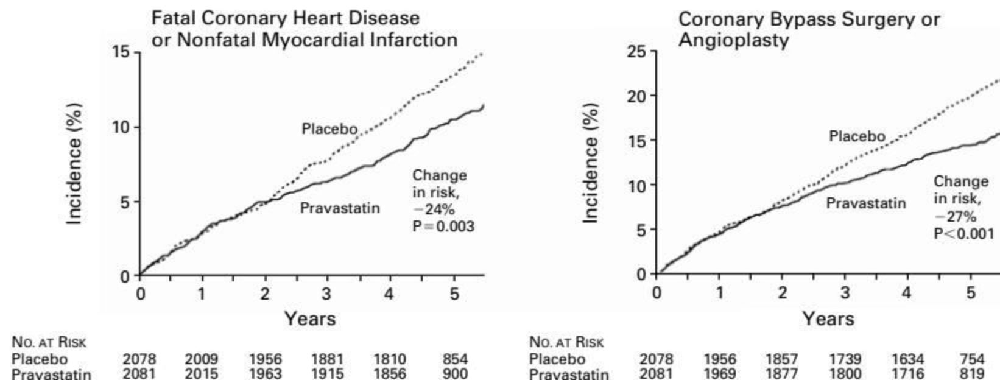 Fatal Coronary Heart Disease
or Nonfatal Myocardial Infarction
15
10
5
0
Incidence (%)
Placebo
Pravastatin
Change
in risk,
−24%
P=0.003
0 1 2 3 4 5
Years
NO. AT RISK
Placebo 2078 2009 1956 1881 1810 854
Pravastatin 2081 2015 1963 1915 1856 900
Coronary Bypass Surgery or
Angioplasty
25
20
15
10
5
0
Incidence (%)
Placebo
Pravastatin
Change
in risk,
−27%
P<0.001
0 1 2 3 4 5
Years
NO. AT RISK
Placebo 2078 1956 1857 1739 1634 754
Pravastatin 2081 1969 1877 1800 1716 819